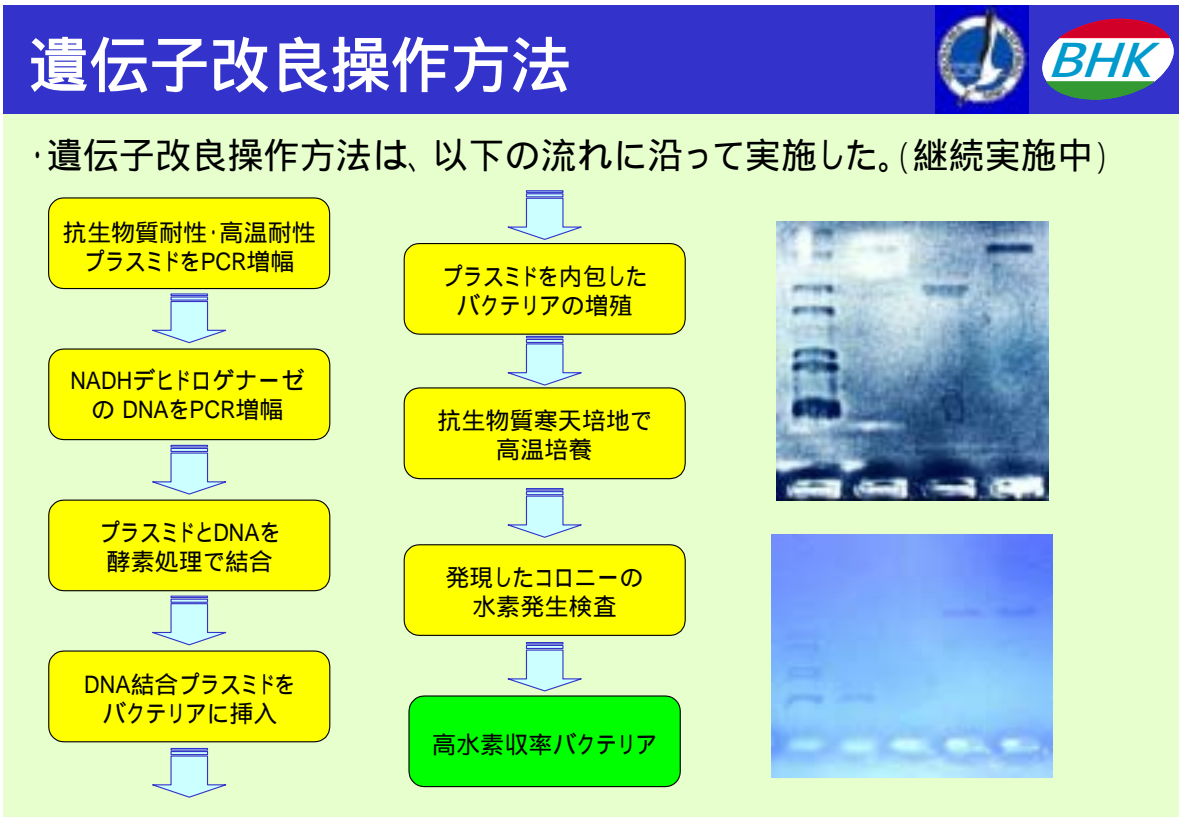 遺伝子改良操作方法
BHK
･遺伝子改良操作方法は、以下の流れに沿って実施した。(継続実施中)
抗生物質耐性･高温耐性
プラスミドをPCR増幅
NADHデヒドロゲナーゼ
の DNAをPCR増幅
プラスミドとDNAを
酵素処理で結合
DNA結合プラスミドを
バクテリアに挿入
プラスミドを内包した
バクテリアの増殖
抗生物質寒天培地で
高温培養
発現したコロニーの
水素発生検査
高水素収率バクテリア